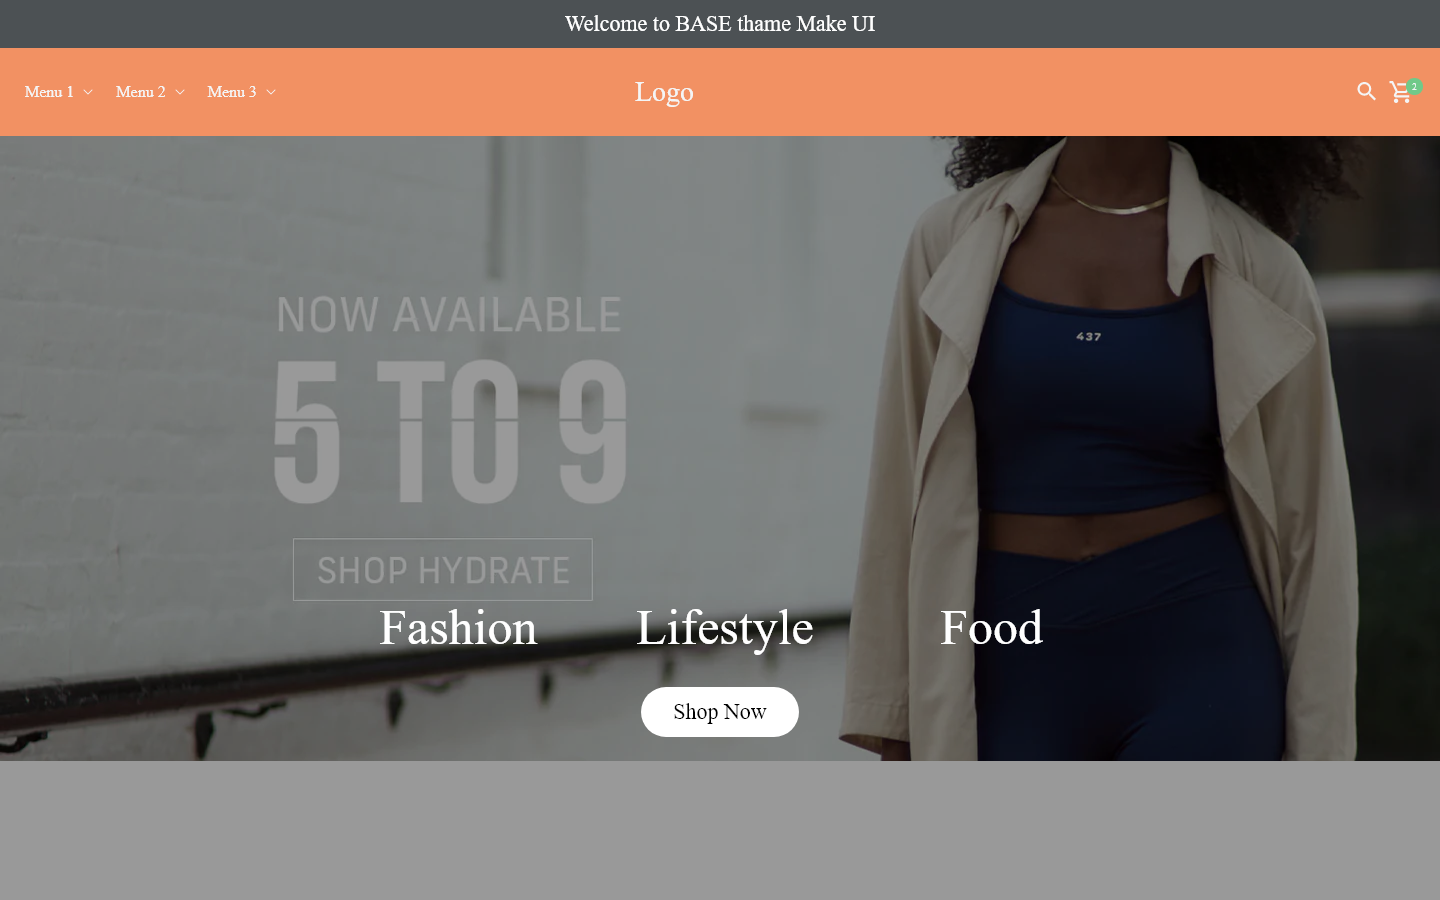 Welcome to BASE thame Make UI
Menu 1
Menu 2
Menu 3
Logo
2
NOW AVAILABLE
5 TO 9
437
SHOP HYDRATE
Fashion
Lifestyle
Food
Shop Now